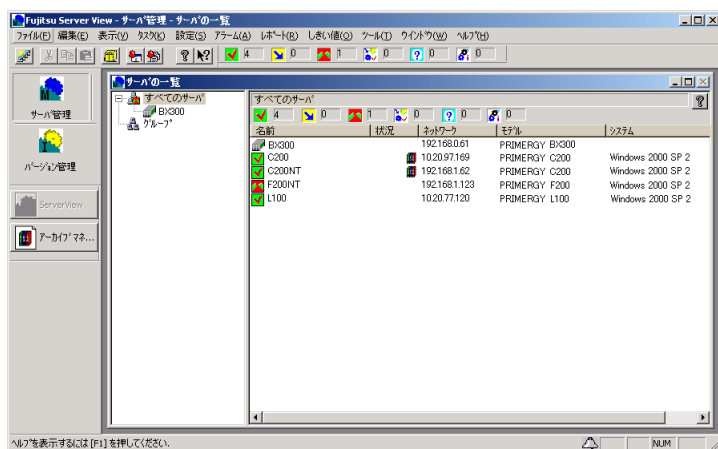 Fujitsu Server View - サーバ管理 - サーバの一覧
ファイル(F) 編集(E) 表示(V) タスク(K) 設定(S) アラーム(A) レポート(R) しきい値(O) ツール(T) ウィンドウ(W) ヘルプ(H)
4 0 1 0 0 0
サーバ管理
バージョン管理
ServerView
アーカイブマネ...
サーバの一覧
すべてのサーバ
BX300
グループ
すべてのサーバ
4 0 1 0 0 0
名前 状況 ネットワーク モデル システム
BX300 192.168.0.61 PRIMERGY BX300
C200 10.20.97.169 PRIMERGY C200 Windows 2000 SP 2
C200NT 192.168.1.62 PRIMERGY C200 Windows 2000 SP 2
F200NT 192.168.1.123 PRIMERGY F200 Windows 2000 SP 2
L100 10.20.77.120 PRIMERGY L100 Windows 2000 SP 2
ヘルプを表示するには [F1] を押してください。
NUM